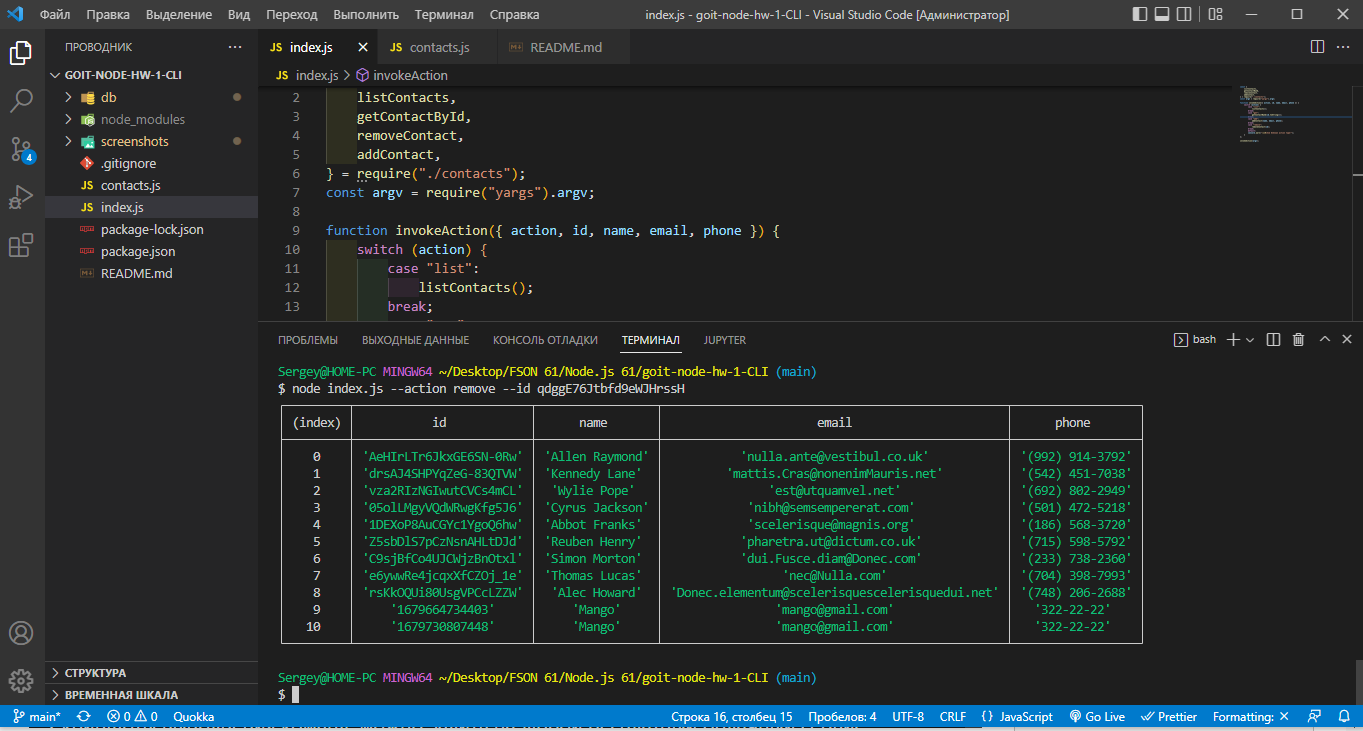 Файл Правка Выделение Вид Переход Выполнить Терминал Справка index.js - goit-node-hw-1-CLI - Visual Studio Code [Администратор]
ПРОВОДНИК ···
GOIT-NODE-HW-1-CLI
db
node_modules
screenshots
.gitignore
JS contacts.js
JS index.js
package-lock.json
package.json
README.md
СТРУКТУРА
ВРЕМЕННАЯ ШКАЛА
4
JS index.js JS contacts.js README.md
JS index.js > invokeAction
2 listContacts,
3 getContactById,
4 removeContact,
5 addContact,
6 } = require("./contacts");
7 const argv = require("yargs").argv;
8
9 function invokeAction({ action, id, name, email, phone }) {
10 switch (action) {
11 case "list":
12 listContacts();
13 break;
ПРОБЛЕМЫ ВЫХОДНЫЕ ДАННЫЕ КОНСОЛЬ ОТЛАДКИ ТЕРМИНАЛ JUPYTER bash
Sergey@HOME-PC MINGW64 ~/Desktop/FSON 61/Node.js 61/goit-node-hw-1-CLI (main)
$ node index.js --action remove --id qdggE76Jtbfd9eWJHrssH
(index) id name email phone
0 'AeHIrLTr6JkxGE6SN-0Rw' 'Allen Raymond' 'nulla.ante@vestibul.co.uk' '(992) 914-3792'
1 'drsAJ4SHPYqZeG-83QTVW' 'Kennedy Lane' 'mattis.Cras@nonenimMauris.net' '(542) 451-7038'
2 'vza2RIzNGIwutCVCs4mCL' 'Wylie Pope' 'est@utquamvel.net' '(692) 802-2949'
3 '05olLMgyVQdWRwgKfg5J6' 'Cyrus Jackson' 'nibh@semsempererat.com' '(501) 472-5218'
4 '1DEXoP8AuCGYc1YgoQ6hw' 'Abbot Franks' 'scelerisque@magnis.org' '(186) 568-3720'
5 'Z5sbDlS7pCzNsnAHLtDJd' 'Reuben Henry' 'pharetra.ut@dictum.co.uk' '(715) 598-5792'
6 'C9sjBfCo4UJCWjzBnOtxl' 'Simon Morton' 'dui.Fusce.diam@Donec.com' '(233) 738-2360'
7 'e6ywwRe4jcqxXfCZOj_1e' 'Thomas Lucas' 'nec@Nulla.com' '(704) 398-7993'
8 'rsKkOQUi80UsgVPCcLZZW' 'Alec Howard' 'Donec.elementum@scelerisquescelerisquedui.net' '(748) 206-2688'
9 '1679664734403' 'Mango' 'mango@gmail.com' '322-22-22'
10 '1679730807448' 'Mango' 'mango@gmail.com' '322-22-22'
Sergey@HOME-PC MINGW64 ~/Desktop/FSON 61/Node.js 61/goit-node-hw-1-CLI (main)
$
main* 0 0 Quokka Строка 16, столбец 15 Пробелов: 4 UTF-8 CRLF {} JavaScript Go Live Prettier Formatting: ×